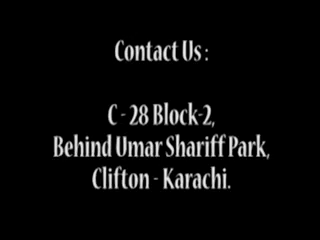 Contact Us :
C - 28 Block-2,
Behind Umar Shariff Park,
Clifton - Karachi.